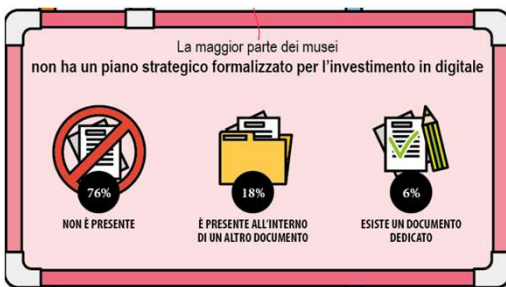 La maggior parte dei musei
non ha un piano strategico formalizzato per l'investimento in digitale
76%
NON È PRESENTE
18%
È PRESENTE ALL'INTERNO
DI UN ALTRO DOCUMENTO
6%
ESISTE UN DOCUMENTO
DEDICATO